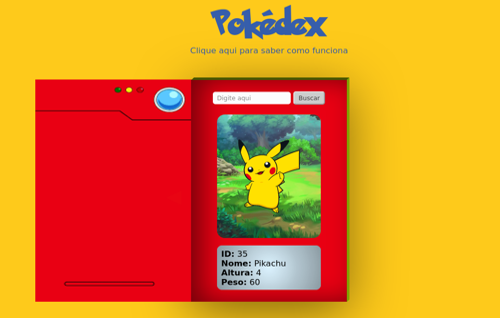 Pokédex
Clique aqui para saber como funciona
Digite aqui
Buscar
ID: 35
Nome: Pikachu
Altura: 4
Peso: 60